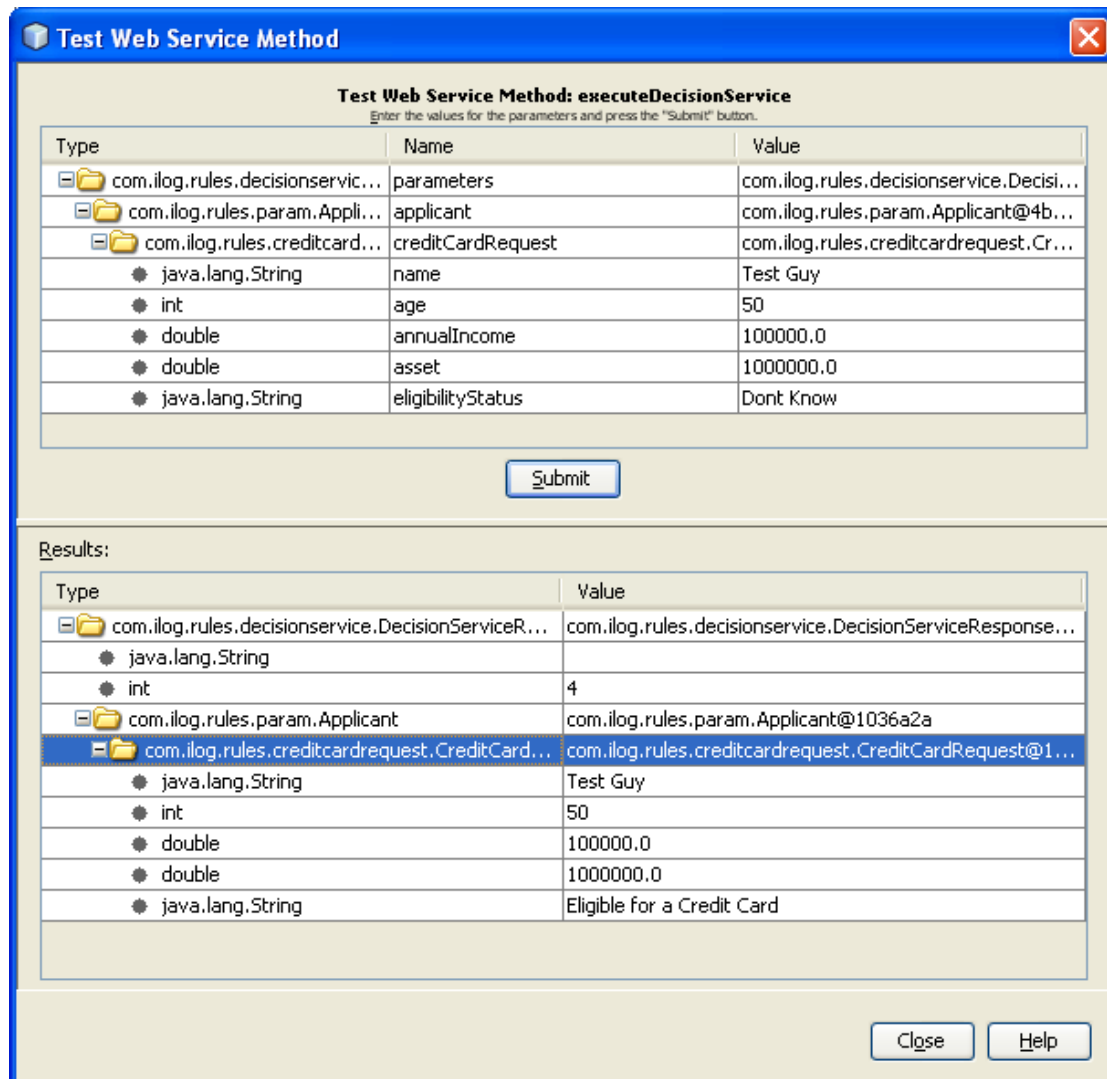 Test Web Service Method
Test Web Service Method: executeDecisionService
Enter the values for the parameters and press the "Submit" button.
Type Name Value
com.ilog.rules.decisionservic... parameters com.ilog.rules.decisionservice.Decisi...
com.ilog.rules.param.Appli... applicant com.ilog.rules.param.Applicant@4b...
com.ilog.rules.creditcard... creditCardRequest com.ilog.rules.creditcardrequest.Cr...
java.lang.String name Test Guy
int age 50
double annualIncome 100000.0
double asset 1000000.0
java.lang.String eligibilityStatus Dont Know
Submit
Results:
Type Value
com.ilog.rules.decisionservice.DecisionServiceR... com.ilog.rules.decisionservice.DecisionServiceResponse...
java.lang.String
int 4
com.ilog.rules.param.Applicant com.ilog.rules.param.Applicant@1036a2a
com.ilog.rules.creditcardrequest.CreditCard... com.ilog.rules.creditcardrequest.CreditCardRequest@1...
java.lang.String Test Guy
int 50
double 100000.0
double 1000000.0
java.lang.String Eligible for a Credit Card
Close Help